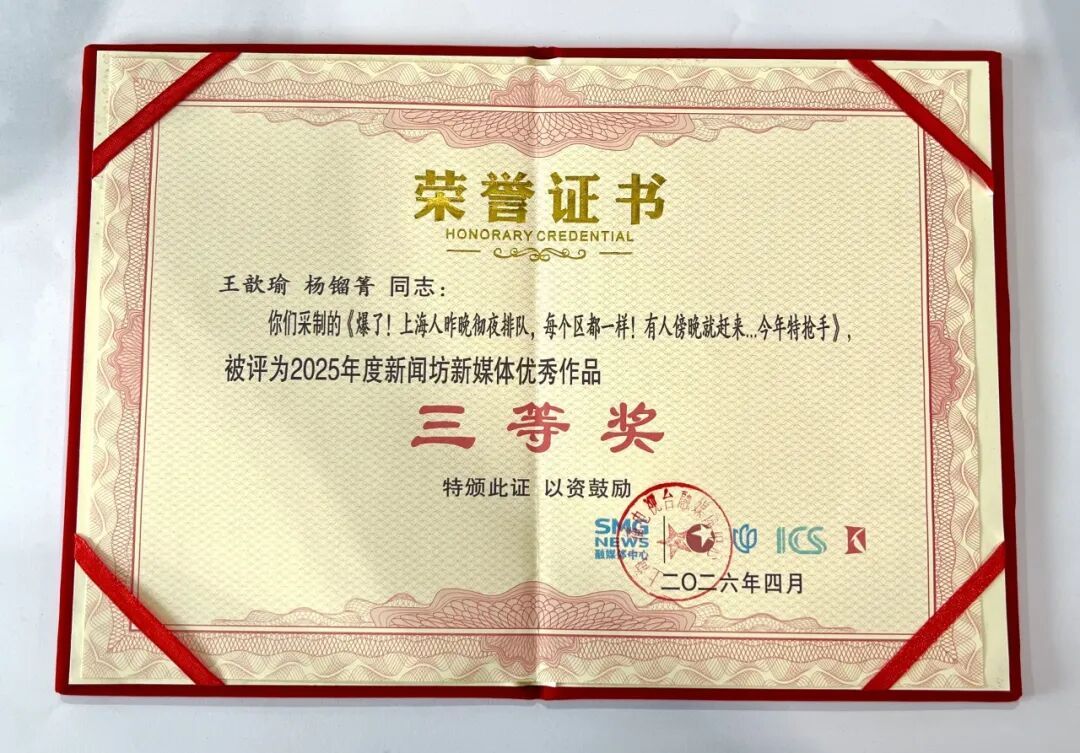 荣誉证书
HONORARY CREDENTIAL
王歆瑜 杨镏箐 同志：
你们采制的《爆了！上海人昨晚彻夜排队，每个区都一样！有人傍晚就赶来...今年特抢手》，
被评为2025年度新闻坊新媒体优秀作品
三等奖
特颁此证 以资鼓励
SMG
NEWS
融媒体中心
ICS
二〇二六年四月